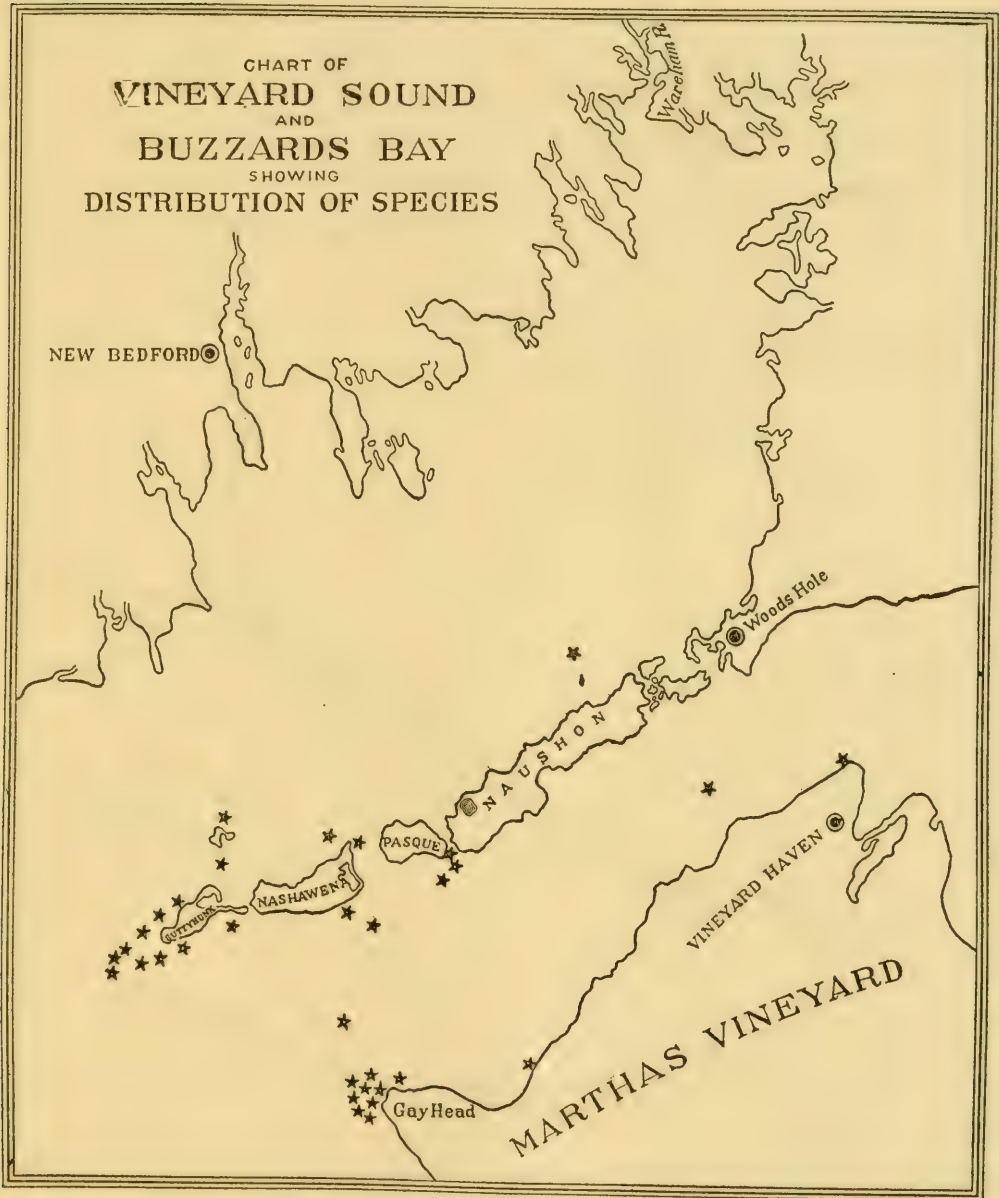 CHART OF
VINEYARD SOUND
AND
BUZZARDS BAY
SHOWING
DISTRIBUTION OF SPECIES
Wareham R.
NEW BEDFORD
Woods Hole
NAUSHON
PASQUE
NASHAWENA
CUTTYHUNK
VINEYARD HAVEN
MARTHAS VINEYARD
Gay Head